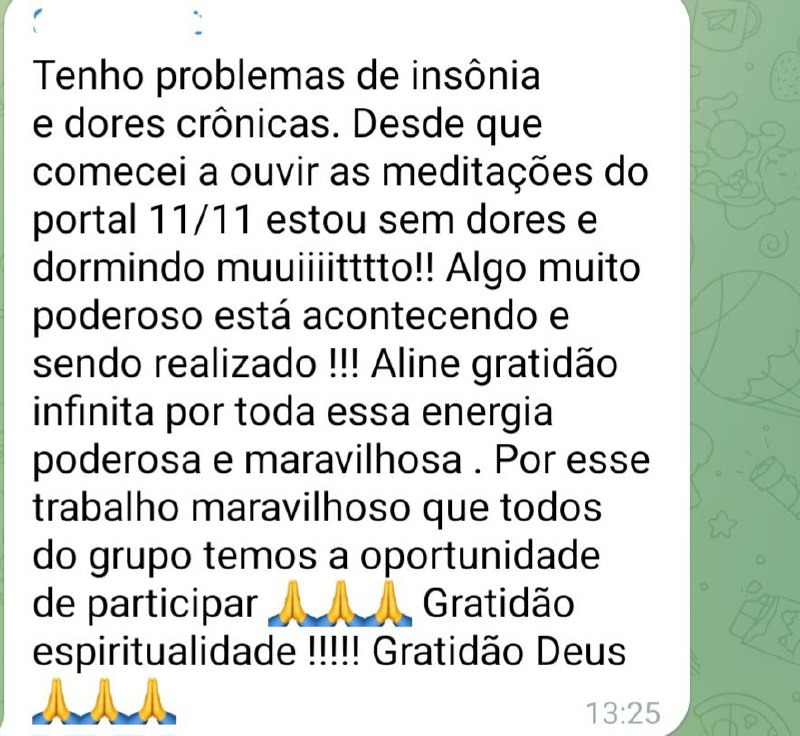 Tenho problemas de insônia
e dores crônicas. Desde que
comecei a ouvir as meditações do
portal 11/11 estou sem dores e
dormindo muuiiiitttto!! Algo muito
poderoso está acontecendo e
sendo realizado !!! Aline gratidão
infinita por toda essa energia
poderosa e maravilhosa . Por esse
trabalho maravilhoso que todos
do grupo temos a oportunidade
de participar 🙏🙏🙏 Gratidão
espiritualidade !!!!! Gratidão Deus
🙏🙏🙏
13:25